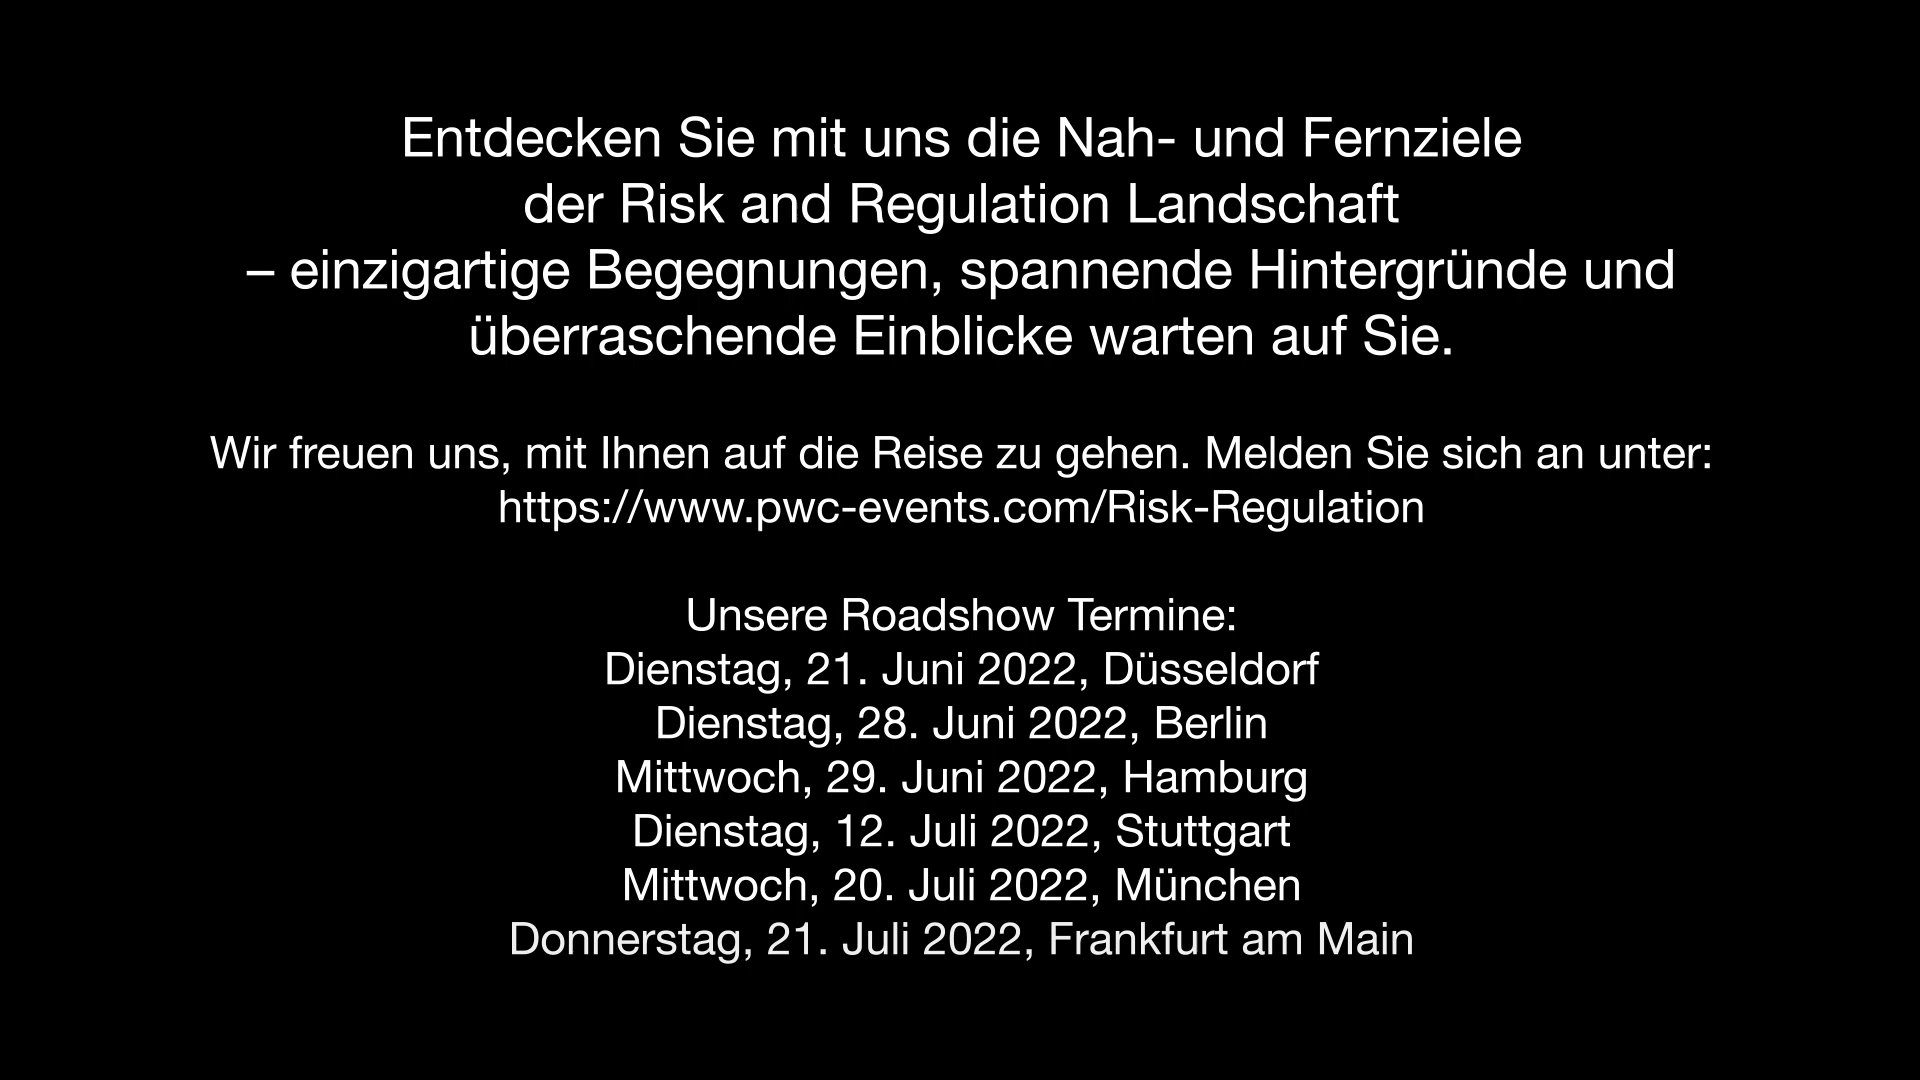 Entdecken Sie mit uns die Nah- und Fernziele
der Risk and Regulation Landschaft
– einzigartige Begegnungen, spannende Hintergründe und
überraschende Einblicke warten auf Sie.
Wir freuen uns, mit Ihnen auf die Reise zu gehen. Melden Sie sich an unter:
https://www.pwc-events.com/Risk-Regulation
Unsere Roadshow Termine:
Dienstag, 21. Juni 2022, Düsseldorf
Dienstag, 28. Juni 2022, Berlin
Mittwoch, 29. Juni 2022, Hamburg
Dienstag, 12. Juli 2022, Stuttgart
Mittwoch, 20. Juli 2022, München
Donnerstag, 21. Juli 2022, Frankfurt am Main